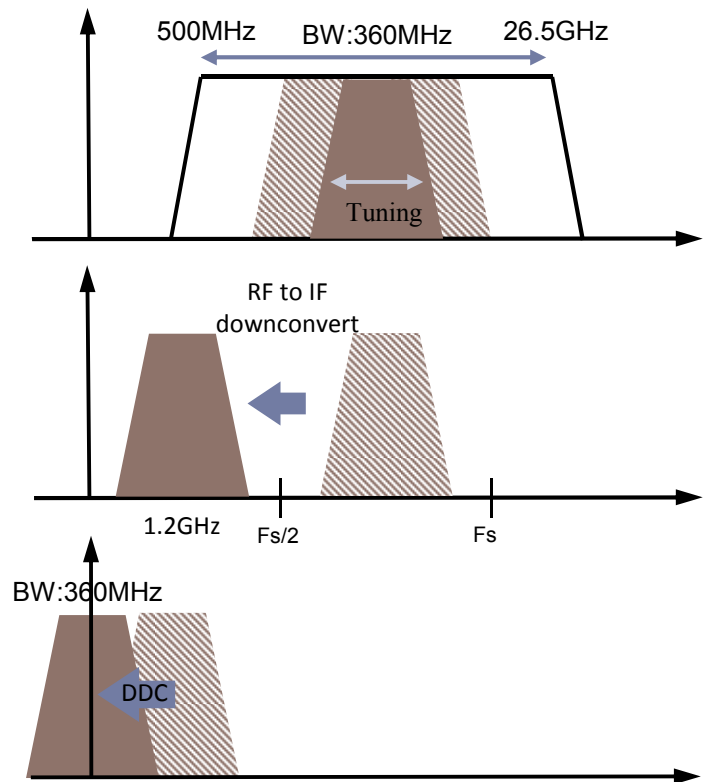 500MHz BW:360MHz 26.5GHz
Tuning
RF to IF
downconvert
1.2GHz Fs/2 Fs
BW:360MHz
DDC